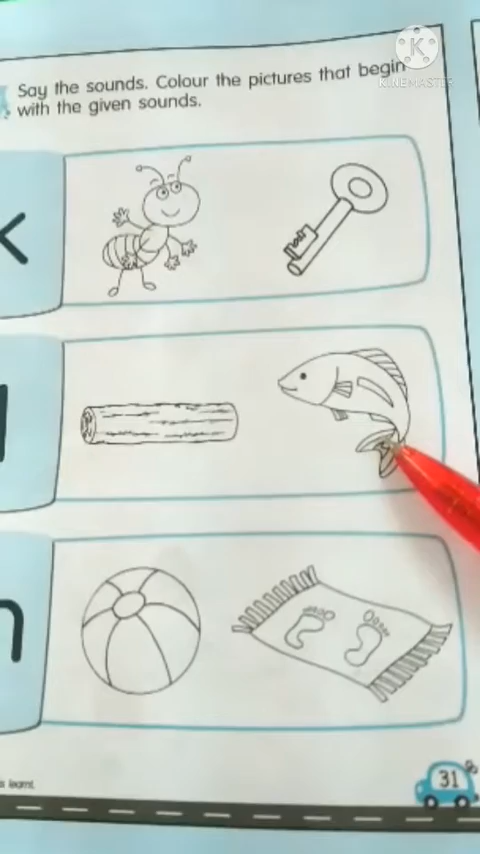 K
KINEMASTER
Say the sounds. Colour the pictures that begin
with the given sounds.
k
l
31